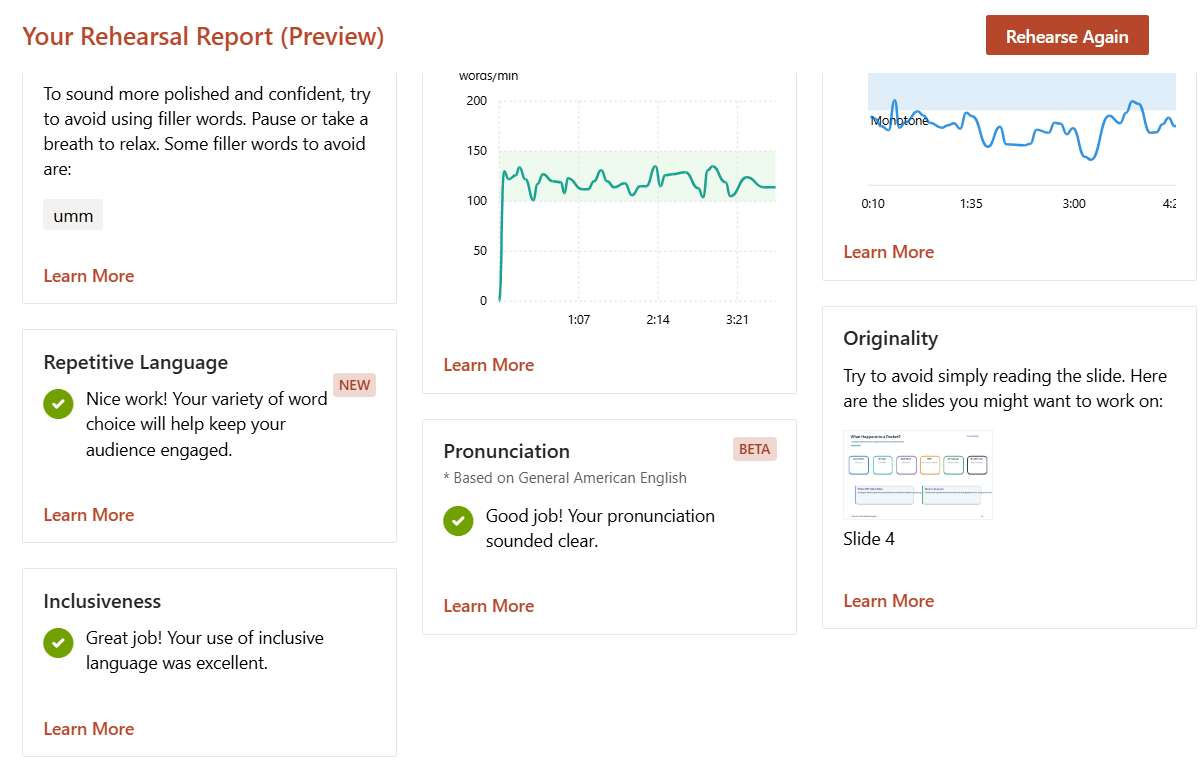 Your Rehearsal Report (Preview)
Rehearse Again
To sound more polished and confident, try
to avoid using filler words. Pause or take a
breath to relax. Some filler words to avoid
are:
umm
Learn More
Repetitive Language
NEW
Nice work! Your variety of word
choice will help keep your
audience engaged.
Learn More
Inclusiveness
Great job! Your use of inclusive
language was excellent.
Learn More
words/min
200
150
100
50
0
1:07
2:14
3:21
Learn More
Pronunciation
BETA
* Based on General American English
Good job! Your pronunciation
sounded clear.
Learn More
Monotone
0:10
1:35
3:00
Learn More
Originality
Try to avoid simply reading the slide. Here
are the slides you might want to work on:
What Happens to a Packet?
Slide 4
Learn More